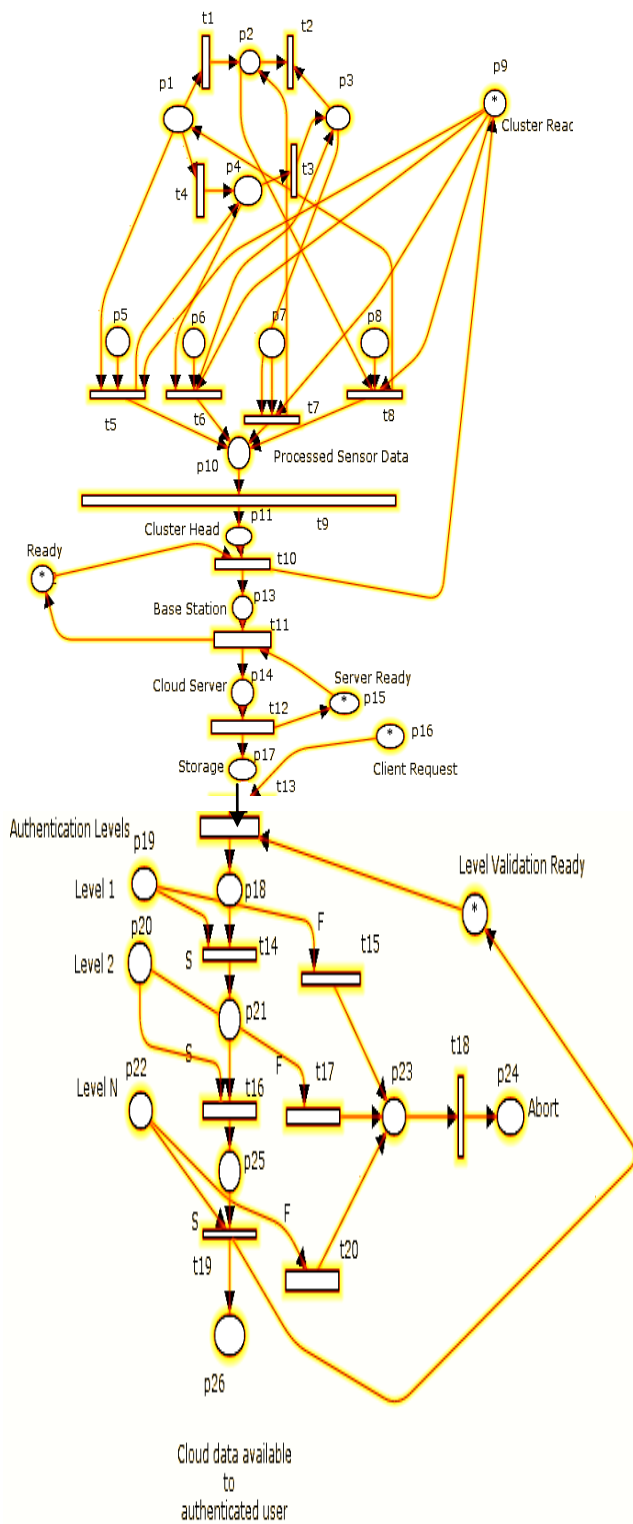 t1
p2
t2
p1
p3
p9
*
Cluster Reac
p4
t3
t4
p5
p6
p7
p8
t5
t6
t7
t8
p10
Processed Sensor Data
t9
p11
Cluster Head
Ready
*
t10
p13
Base Station
t11
p14
Cloud Server
Server Ready
*
p15
t12
p16
*
p17
Storage
Client Request
t13
Authentication Levels
p19
Level Validation Ready
*
Level 1
p18
F
p20
S
t14
t15
Level 2
p21
S
F
t17
p23
t18
p24
p22
Level N
t16
Abort
p25
S
F
t19
t20
p26
Cloud data available
to
authenticated user